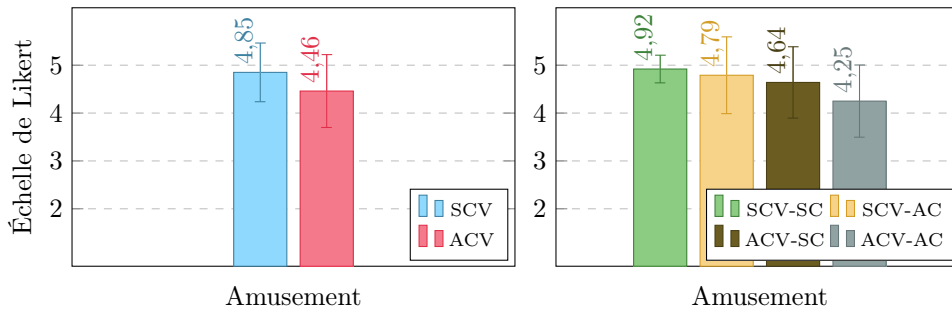 Échelle de Likert
5
4
3
2
4,85
4,46
SCV
ACV
Amusement
5
4
3
2
4,92
4,79
4,64
4,25
SCV-SC SCV-AC
ACV-SC ACV-AC
Amusement